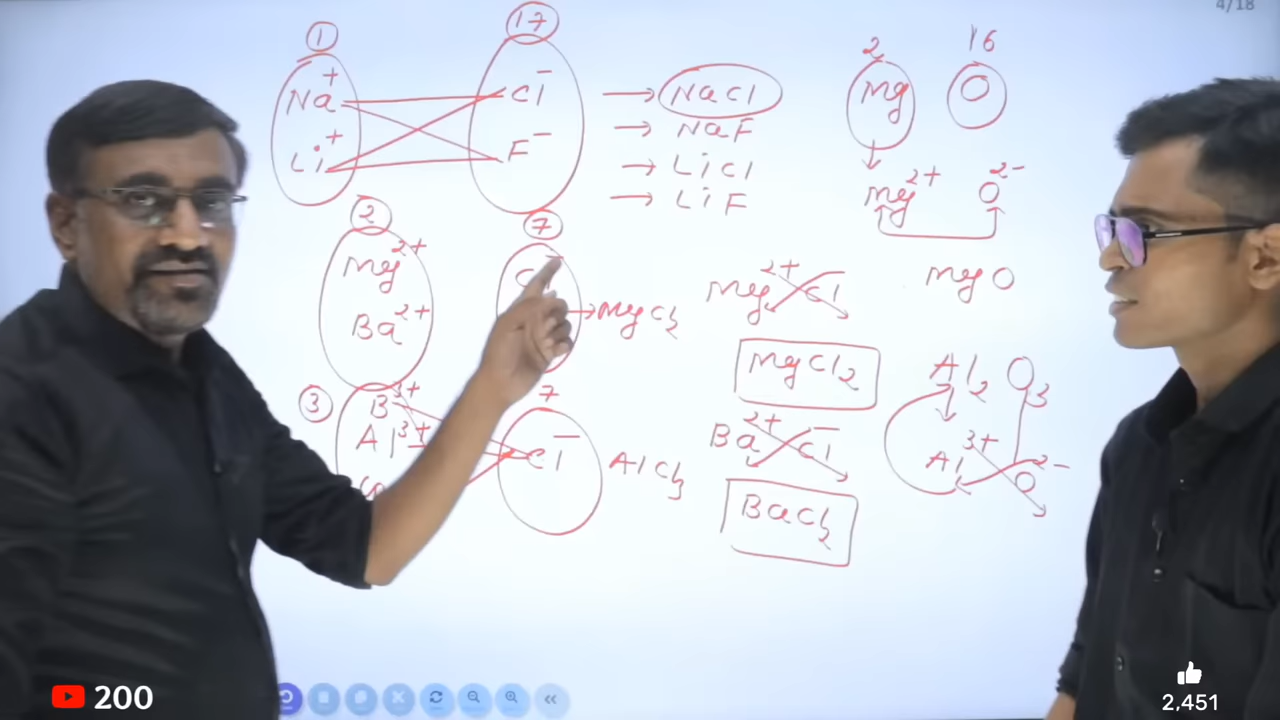 4/18
1 17
Na+ Cl- → NaCl
Li+ F- → NaF
→ LiCl
→ LiF
2 16
Mg O
Mg2+ O2-
MgO
2 7
Mg2+ → MgCl2
Ba2+
Mg2+ Cl
MgCl2
Ba2+ Cl-
BaCl2
3 7
B3+
Al3+ Cl- AlCl3
Al2 O3
Al3+ O2-
200
2,451